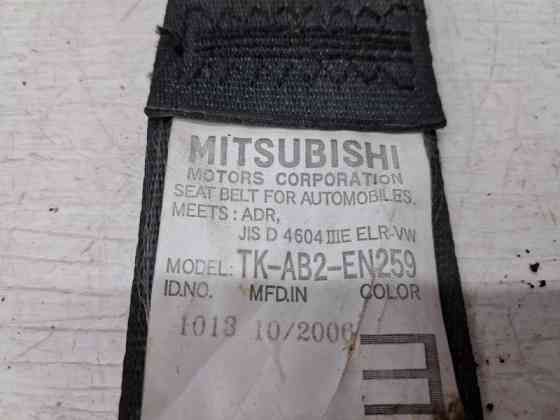 MITSUBISHI
MOTORS CORPORATION
SEAT BELT FOR AUTOMOBILES.
MEETS: ADR,
JIS D 4604 IIIE ELR-VW
MODEL: TK-AB2-EN259
ID.NO. MFD.IN COLOR
1013 10/2006
E